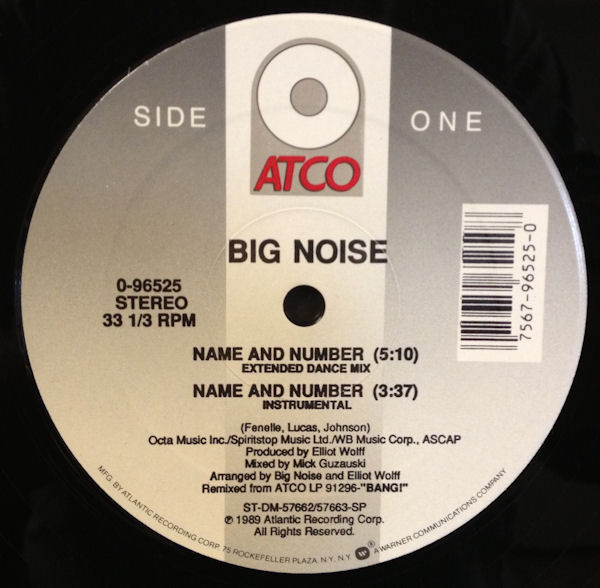 SIDE ONE
ATCO
BIG NOISE
0-96525
STEREO
33 1/3 RPM
7567-96525-0
NAME AND NUMBER (5:10)
EXTENDED DANCE MIX
NAME AND NUMBER (3:37)
INSTRUMENTAL
(Fenelle, Lucas, Johnson)
Octa Music Inc./Spiritstop Music Ltd./WB Music Corp., ASCAP
Produced by Elliot Wolff
Mixed by Mick Guzauski
Arranged by Big Noise and Elliot Wolff
Remixed from ATCO LP 91296-"BANG!"
ST-DM-57662/57663-SP
℗ 1989 Atlantic Recording Corp.
All Rights Reserved.
MFG. BY ATLANTIC RECORDING CORP. 75 ROCKEFELLER PLAZA, N.Y., N.Y. W ® A WARNER COMMUNICATIONS COMPANY